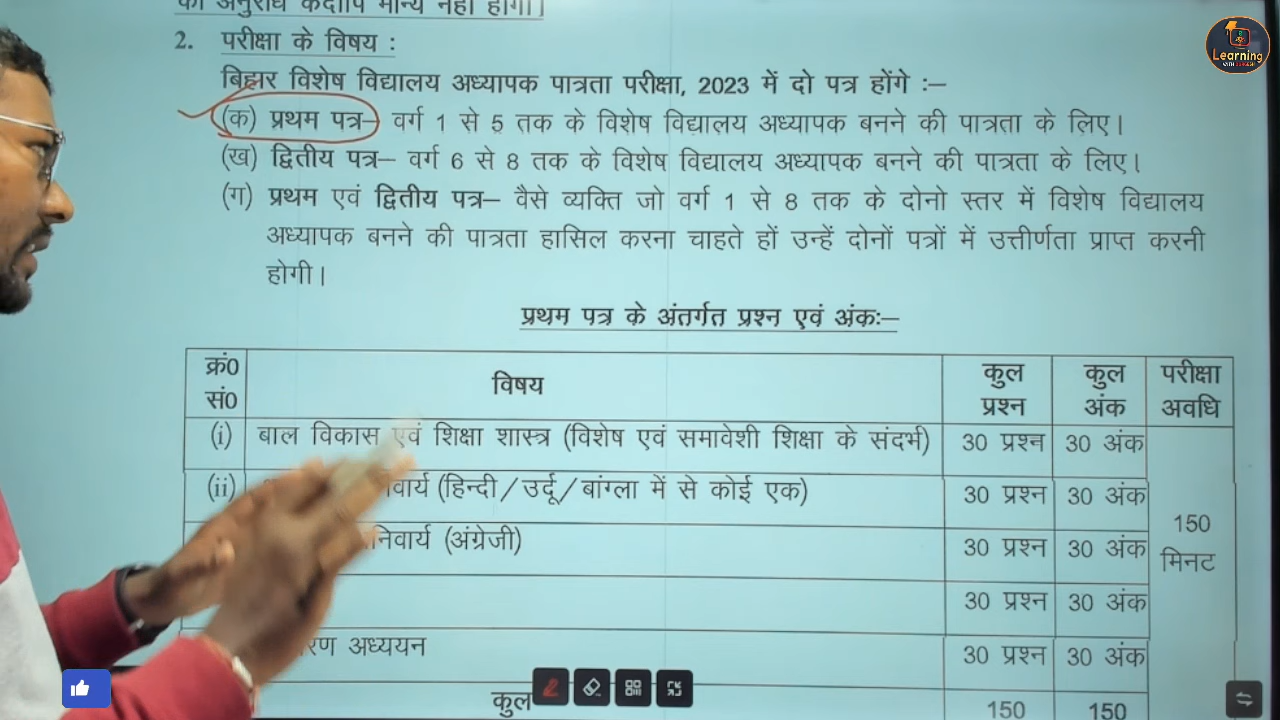 2. परीक्षा के विषय :
बिहार विशेष विद्यालय अध्यापक पात्रता परीक्षा, 2023 में दो पत्र होंगे :–
(क) प्रथम पत्र– वर्ग 1 से 5 तक के विशेष विद्यालय अध्यापक बनने की पात्रता के लिए।
(ख) द्वितीय पत्र– वर्ग 6 से 8 तक के विशेष विद्यालय अध्यापक बनने की पात्रता के लिए।
(ग) प्रथम एवं द्वितीय पत्र– वैसे व्यक्ति जो वर्ग 1 से 8 तक के दोनो स्तर में विशेष विद्यालय
अध्यापक बनने की पात्रता हासिल करना चाहते हों उन्हें दोनों पत्रों में उत्तीर्णता प्राप्त करनी
होगी।
प्रथम पत्र के अंतर्गत प्रश्न एवं अंकः–
क्रं0 सं0 विषय कुल प्रश्न कुल अंक परीक्षा अवधि
(i) बाल विकास एवं शिक्षा शास्त्र (विशेष एवं समावेशी शिक्षा के संदर्भ) 30 प्रश्न 30 अंक
(ii) (हिन्दी/उर्दू/बांग्ला में से कोई एक) 30 प्रश्न 30 अंक
(अंग्रेजी) 30 प्रश्न 30 अंक
150 मिनट
30 प्रश्न 30 अंक
अध्ययन 30 प्रश्न 30 अंक
कुल 150 150
Learning